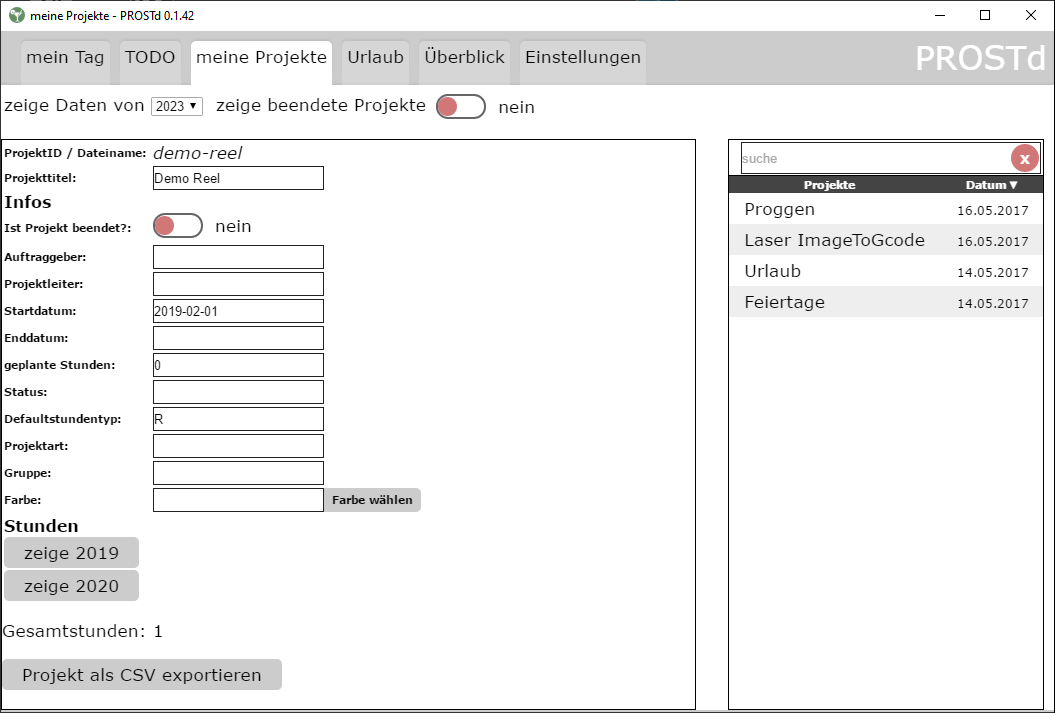 meine Projekte - PROSTd 0.1.42
mein Tag TODO meine Projekte Urlaub Überblick Einstellungen PROSTd
zeige Daten von 2023 ▼ zeige beendete Projekte nein
ProjektID / Dateiname: demo-reel
Projekttitel: Demo Reel
Infos
Ist Projekt beendet?: nein
Auftraggeber:
Projektleiter:
Startdatum: 2019-02-01
Enddatum:
geplante Stunden: 0
Status:
Defaultstundentyp: R
Projektart:
Gruppe:
Farbe: Farbe wählen
Stunden
zeige 2019
zeige 2020
Gesamtstunden: 1
Projekt als CSV exportieren
suche x
Projekte Datum▼
Proggen 16.05.2017
Laser ImageToGcode 16.05.2017
Urlaub 14.05.2017
Feiertage 14.05.2017